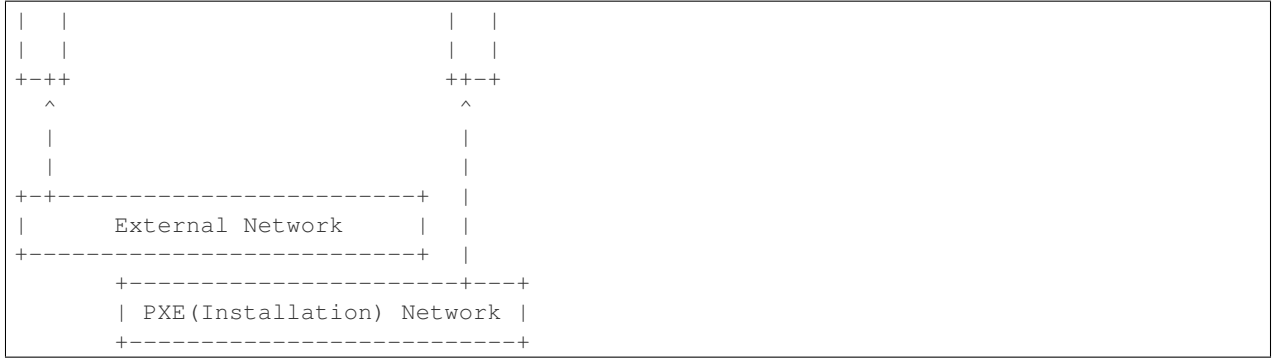 |  |                          |  |
|  |                          |  |
+-++                          ++-+
  ^                            ^
  |                            |
  |                            |
+-+-------------------------+  |
|      External Network     |  |
+---------------------------+  |
       +-----------------------+---+
       | PXE(Installation) Network |
       +---------------------------+